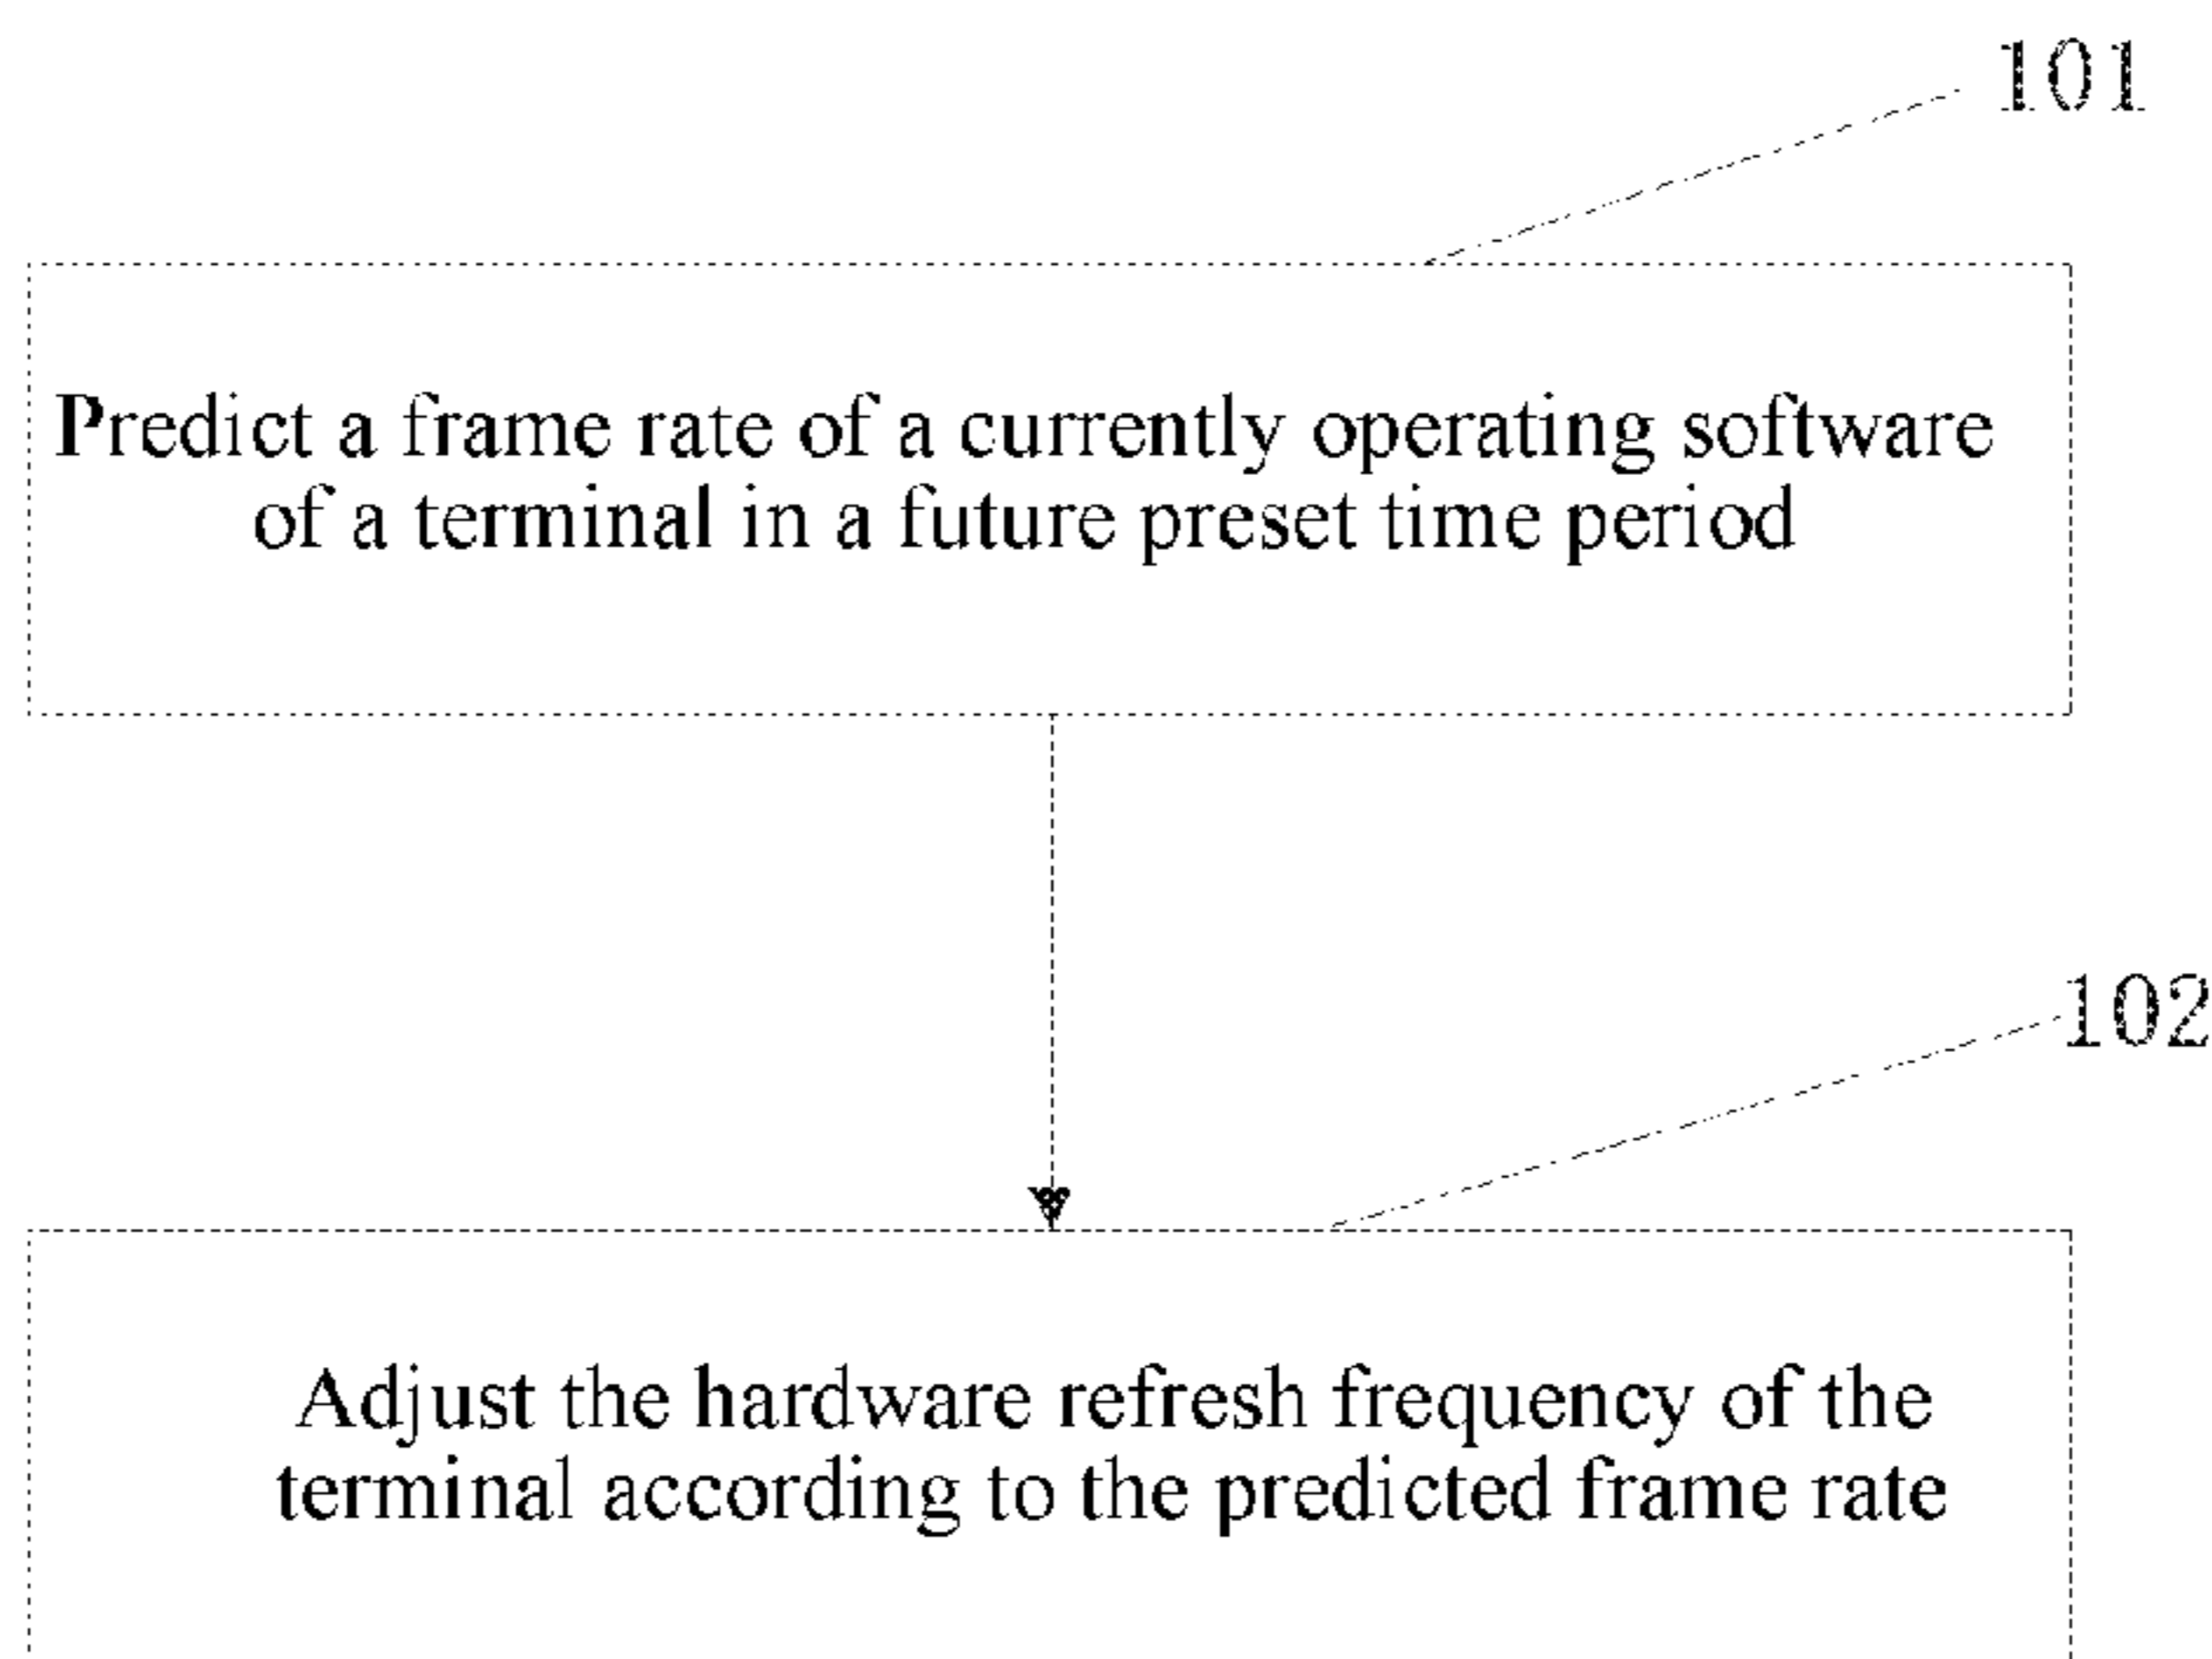 101
Predict a frame rate of a currently operating software
of a terminal in a future preset time period
102
Adjust the hardware refresh frequency of the
terminal according to the predicted frame rate